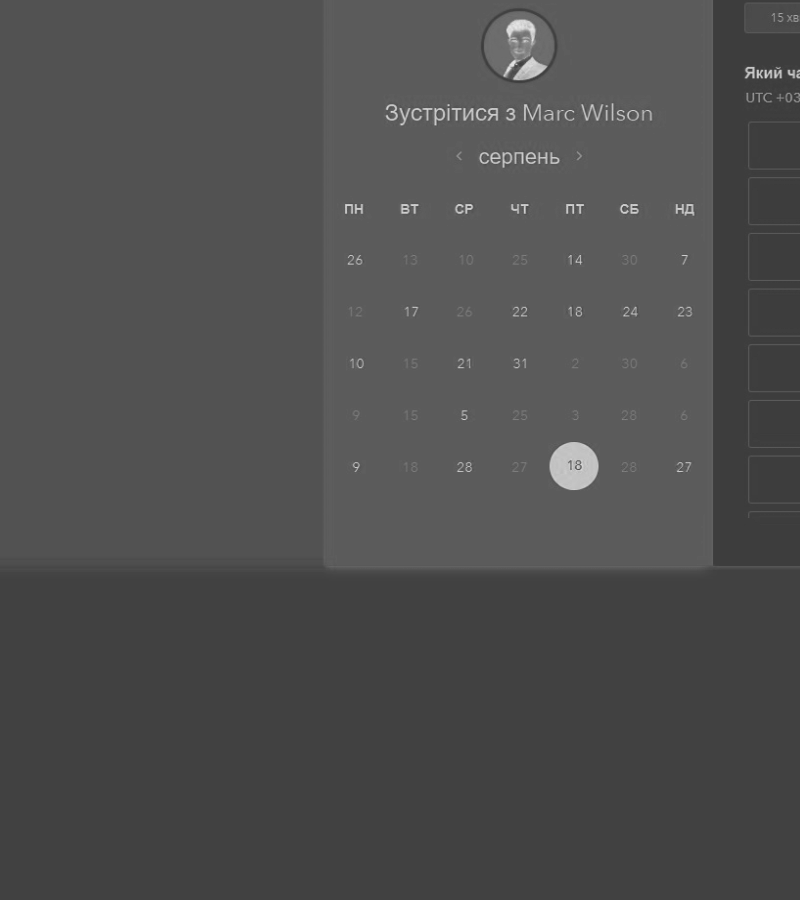 Зустрітися з Marc Wilson
серпень
ПН ВТ СР ЧТ ПТ СБ НД
26 13 10 25 14 30 7
12 17 26 22 18 24 23
10 15 21 31 2 30 6
9 15 5 25 3 28 6
9 18 28 27 18 28 27
15 хв
Який ча
UTC +03